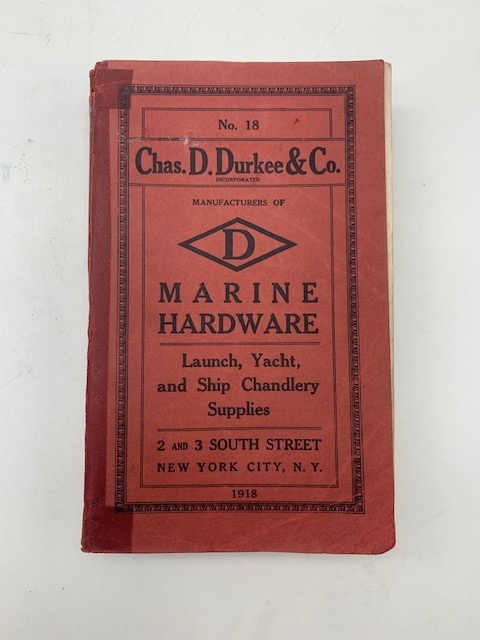 No. 18
Chas. D. Durkee & Co.
INCORPORATED
MANUFACTURERS OF
D
MARINE
HARDWARE
Launch, Yacht,
and Ship Chandlery
Supplies
2 AND 3 SOUTH STREET
NEW YORK CITY, N. Y.
1918